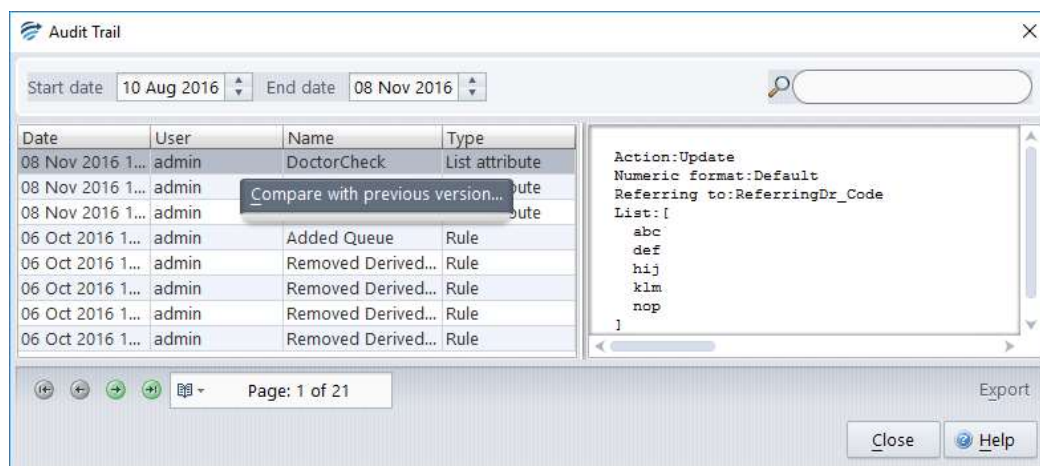 Audit Trail
Start date 10 Aug 2016 End date 08 Nov 2016
Date User Name Type
08 Nov 2016 1... admin DoctorCheck List attribute
08 Nov 2016 1... admin bute
Compare with previous version...
08 Nov 2016 1... admin bute
06 Oct 2016 1... admin Added Queue Rule
06 Oct 2016 1... admin Removed Derived... Rule
06 Oct 2016 1... admin Removed Derived... Rule
06 Oct 2016 1... admin Removed Derived... Rule
06 Oct 2016 1... admin Removed Derived... Rule
Action:Update
Numeric format:Default
Referring to:ReferringDr_Code
List:[
abc
def
hij
klm
nop
]
Page: 1 of 21
Export
Close Help